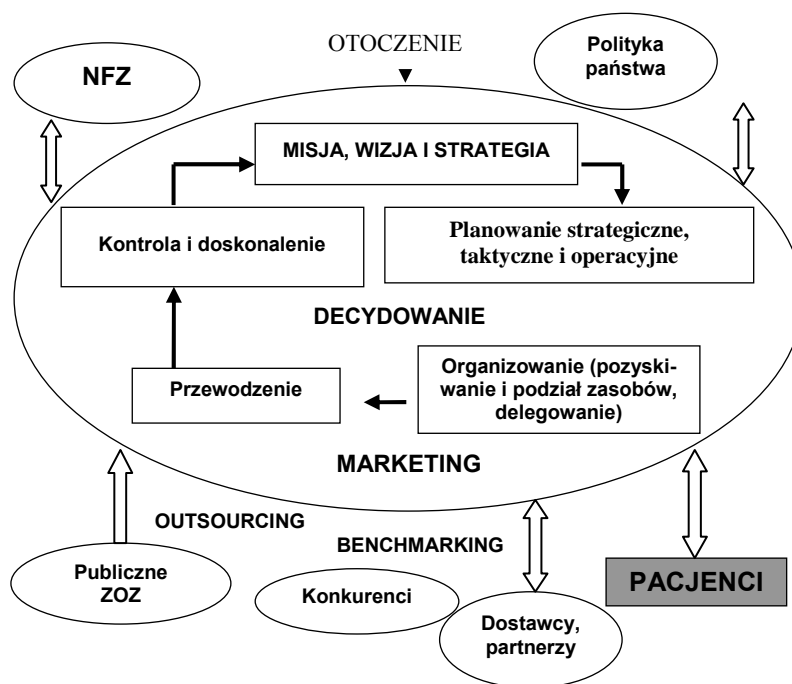 OTOCZENIE
NFZ
Polityka
państwa
MISJA, WIZJA I STRATEGIA
Kontrola i doskonalenie
Planowanie strategiczne,
taktyczne i operacyjne
DECYDOWANIE
Przewodzenie
Organizowanie (pozyski-
wanie i podział zasobów,
delegowanie)
MARKETING
OUTSOURCING
BENCHMARKING
Publiczne
ZOZ
Konkurenci
Dostawcy,
partnerzy
PACJENCI